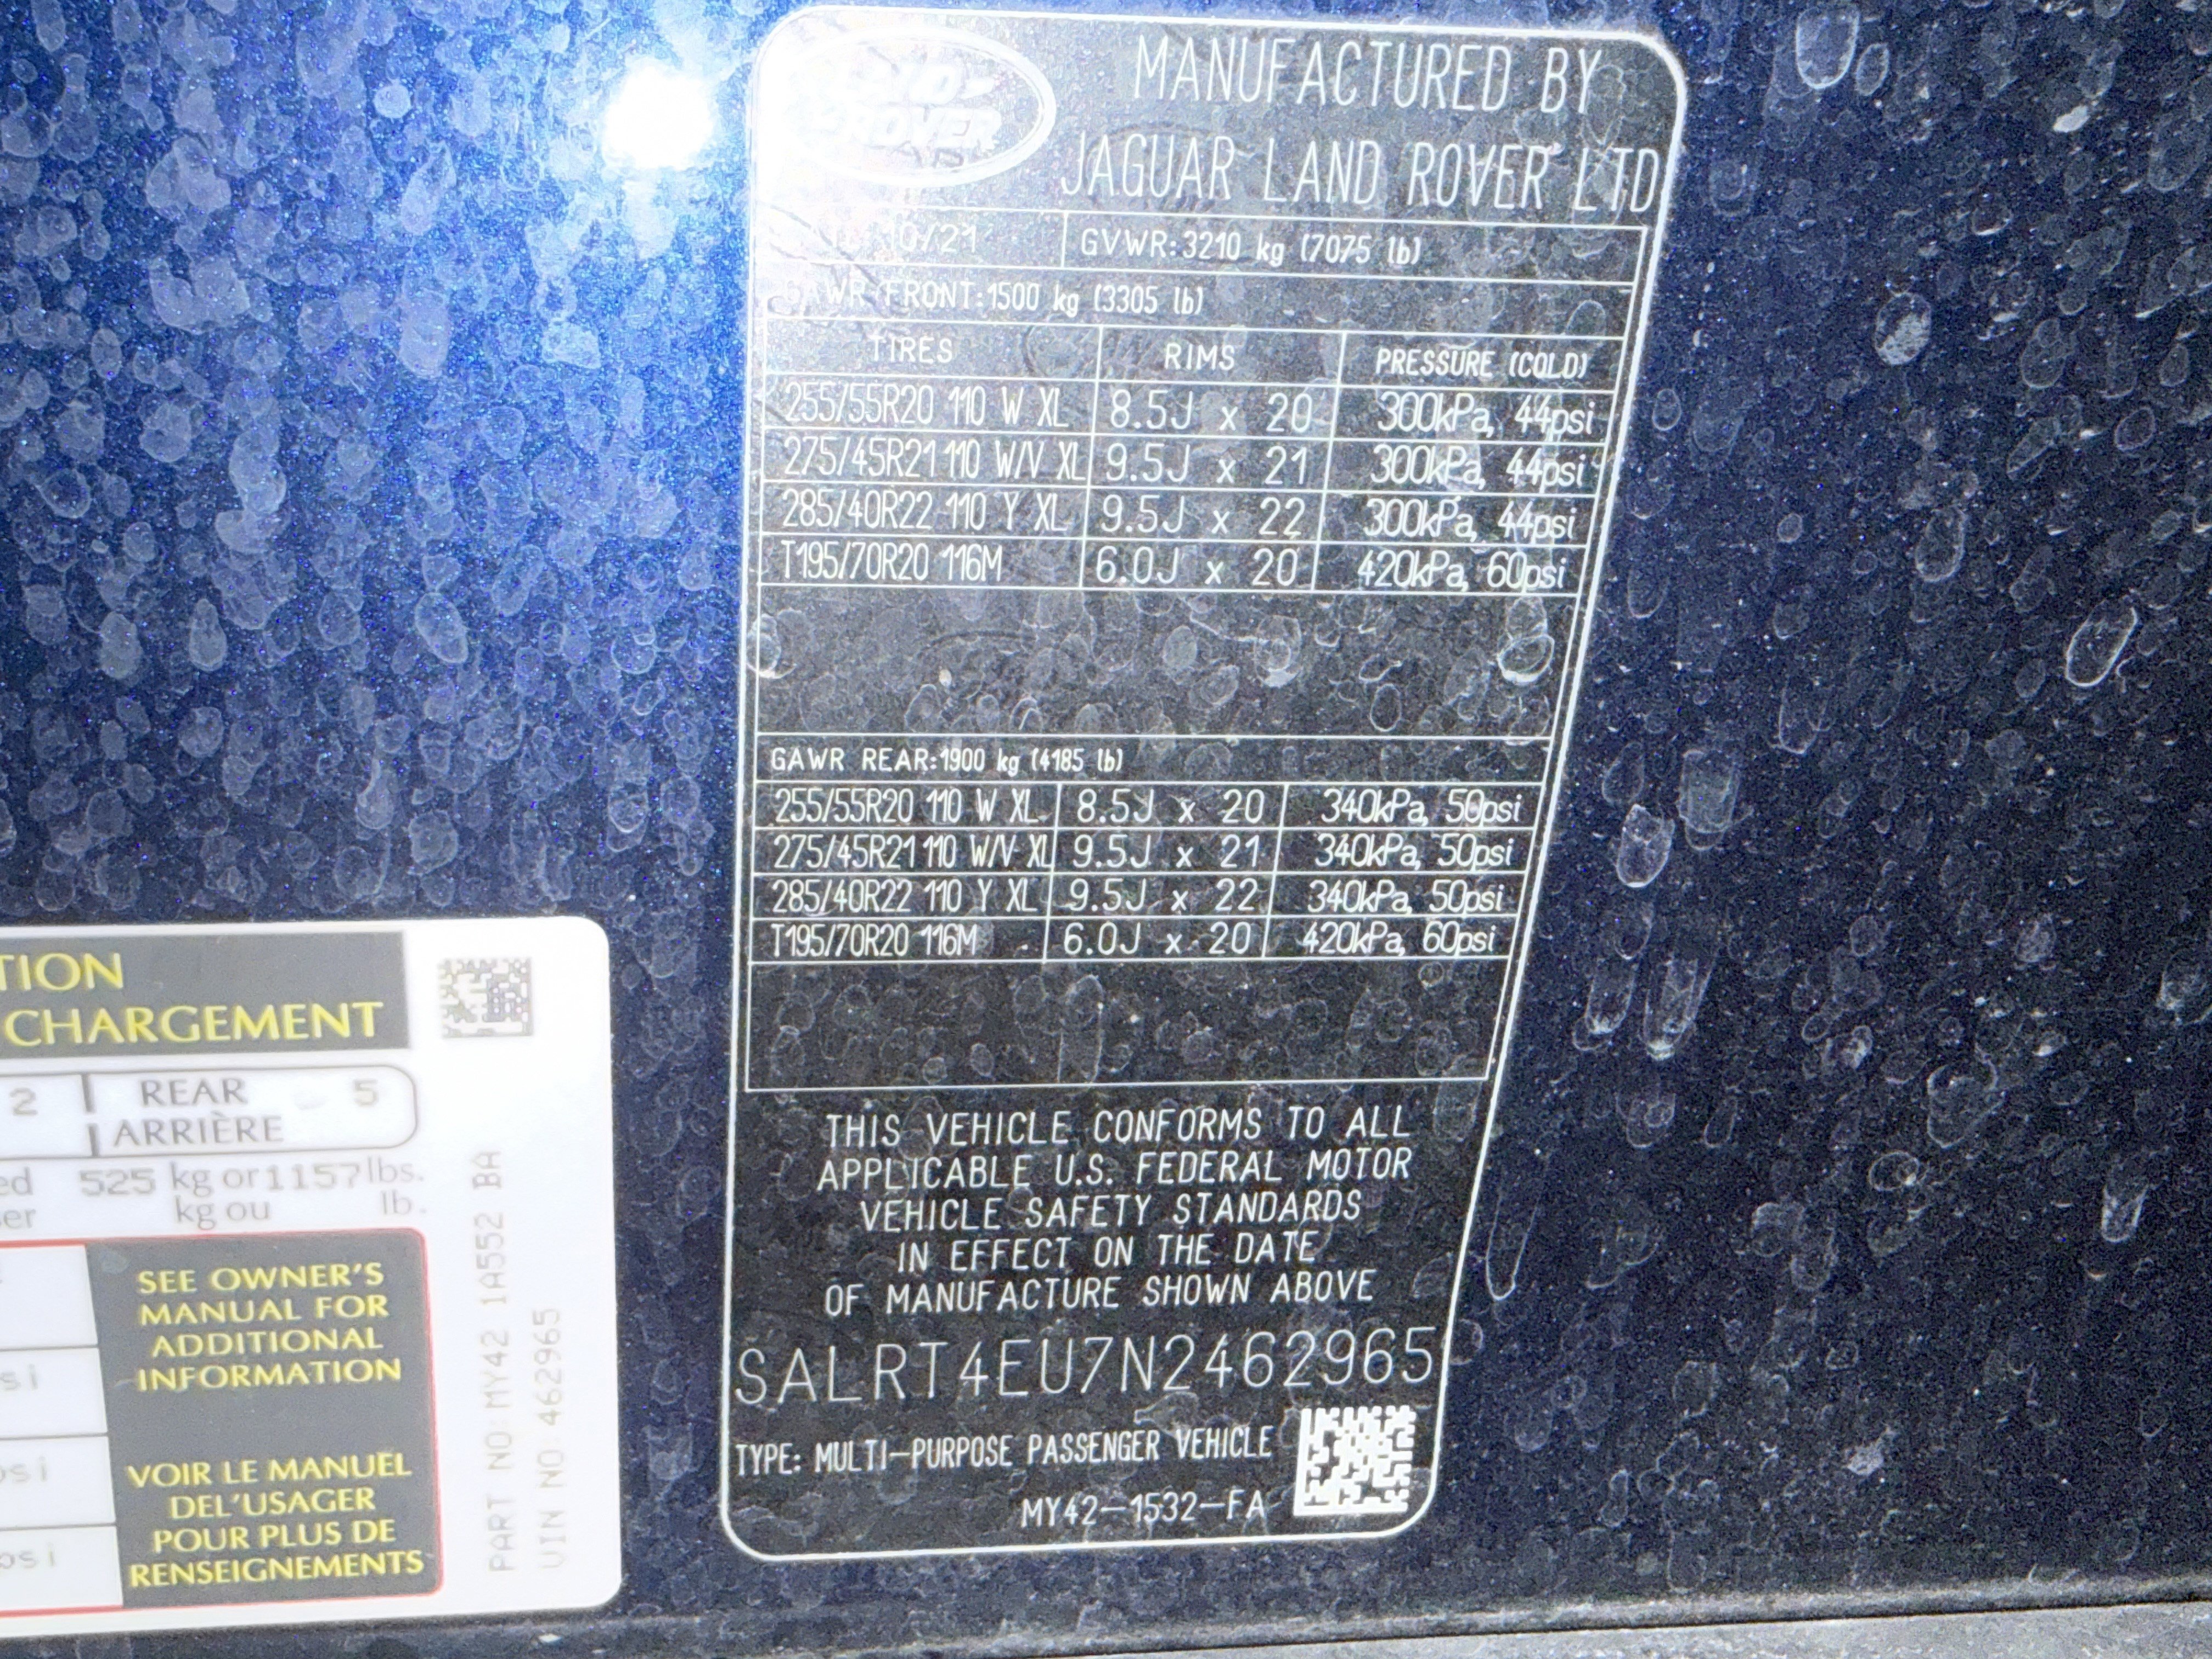 MANUFACTURED BY
JAGUAR LAND ROVER LTD
10/21 GVWR:3210 kg (7075 lb)
WR FRONT:1500 kg (3305 lb)
TIRES RIMS PRESSURE (COLD)
255/55R20 110 W XL 8.5J x 20 300kPa, 44psi
275/45R21 110 W/V XL 9.5J x 21 300kPa, 44psi
285/40R22 110 Y XL 9.5J x 22 300kPa, 44psi
T195/70R20 116M 6.0J x 20 420kPa, 60psi
GAWR REAR:1900 kg (4185 lb)
255/55R20 110 W XL 8.5J x 20 340kPa, 50psi
275/45R21 110 W/V XL 9.5J x 21 340kPa, 50psi
285/40R22 110 Y XL 9.5J x 22 340kPa, 50psi
T195/70R20 116M 6.0J x 20 420kPa, 60psi
THIS VEHICLE CONFORMS TO ALL
APPLICABLE U.S. FEDERAL MOTOR
VEHICLE SAFETY STANDARDS
IN EFFECT ON THE DATE
OF MANUFACTURE SHOWN ABOVE
SALRT4EU7N2462965
TYPE: MULTI-PURPOSE PASSENGER VEHICLE
MY42-1532-FA
TION
CHARGEMENT
2 REAR 5
ARRIÈRE
ed 525 kg or 1157 lbs.
ser kg ou lb.
SEE OWNER'S
MANUAL FOR
ADDITIONAL
INFORMATION
VOIR LE MANUEL
DEL'USAGER
POUR PLUS DE
RENSEIGNEMENTS
si
psi
psi
PART NO: MY42 1A552 BA
VIN NO: 462965